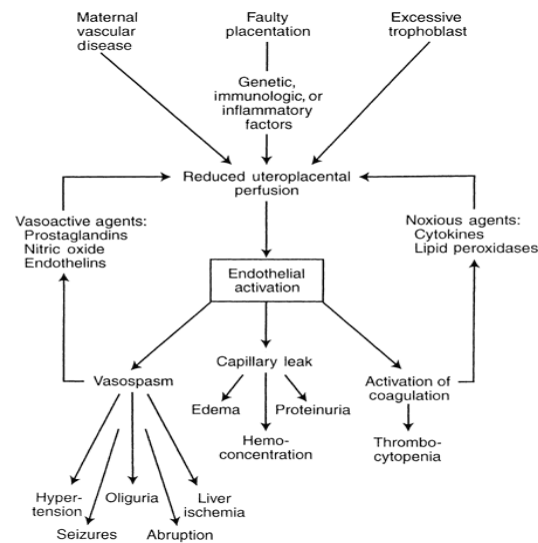 Maternal
vascular
disease
Faulty
placentation
Excessive
trophoblast
Genetic,
immunologic, or
inflammatory
factors
Reduced uteroplacental
perfusion
Vasoactive agents:
Prostaglandins
Nitric oxide
Endothelins
Noxious agents:
Cytokines
Lipid peroxidases
Endothelial
activation
Vasospasm
Capillary leak
Activation of
coagulation
Edema
Proteinuria
Hemo-
concentration
Thrombo-
cytopenia
Hyper-
tension
Oliguria
Liver
ischemia
Seizures
Abruption